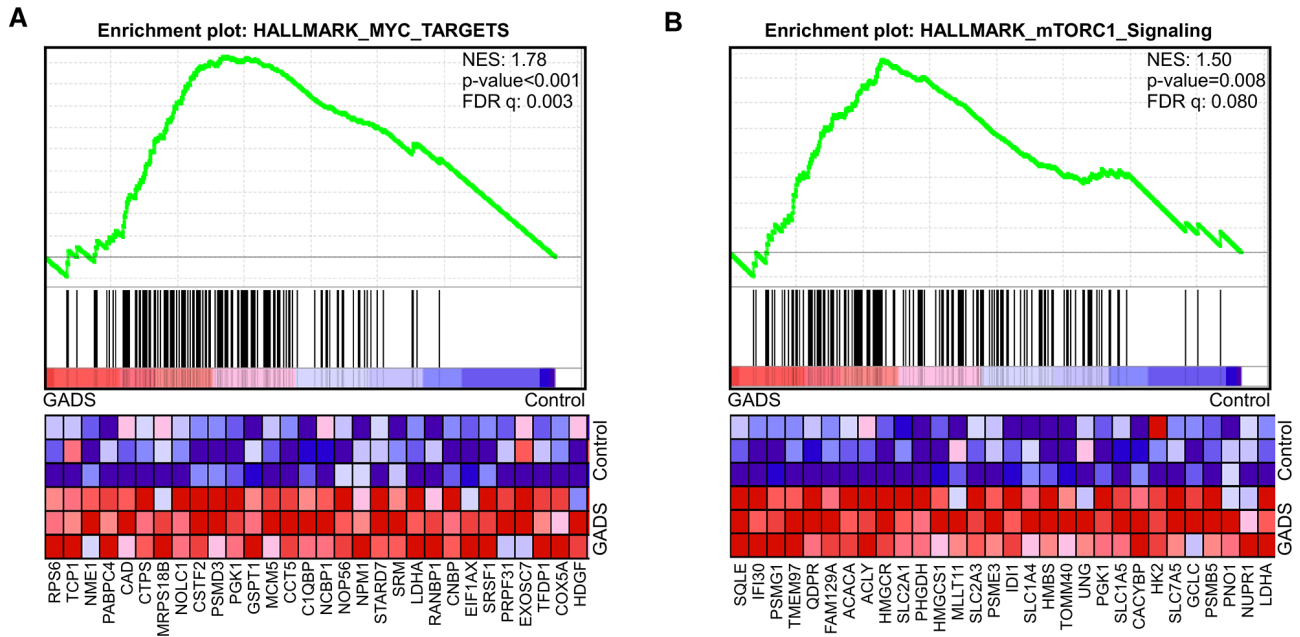 A
Enrichment plot: HALLMARK_MYC_TARGETS
NES: 1.78
p-value<0.001
FDR q: 0.003
GADS
Control
Control
GADS
RPS6
TCP1
NME1
PABPC4
CAD
CTPS
MRPS18B
NOLC1
CSTF2
PSMD3
PGK1
GSPT1
MCM5
CCT5
C1QBP
NCBP1
NOP56
NPM1
STARD7
SRM
LDHA
RANBP1
CNBP
EIF1AX
SRSF1
PRPF31
EXOSC7
TFDP1
COX5A
HDGF
B
Enrichment plot: HALLMARK_mTORC1_Signaling
NES: 1.50
p-value=0.008
FDR q: 0.080
GADS
Control
Control
GADS
SQLE
IFI30
PSMG1
TMEM97
QDPR
FAM129A
ACACA
ACLY
HMGCR
SLC2A1
PHGDH
HMGCS1
MLLT11
SLC2A3
PSME3
IDI1
SLC1A4
HMBS
TOMM40
UNG
PGK1
SLC1A5
CACYBP
HK2
SLC7A5
GCLC
PSMB5
PNO1
NUPR1
LDHA